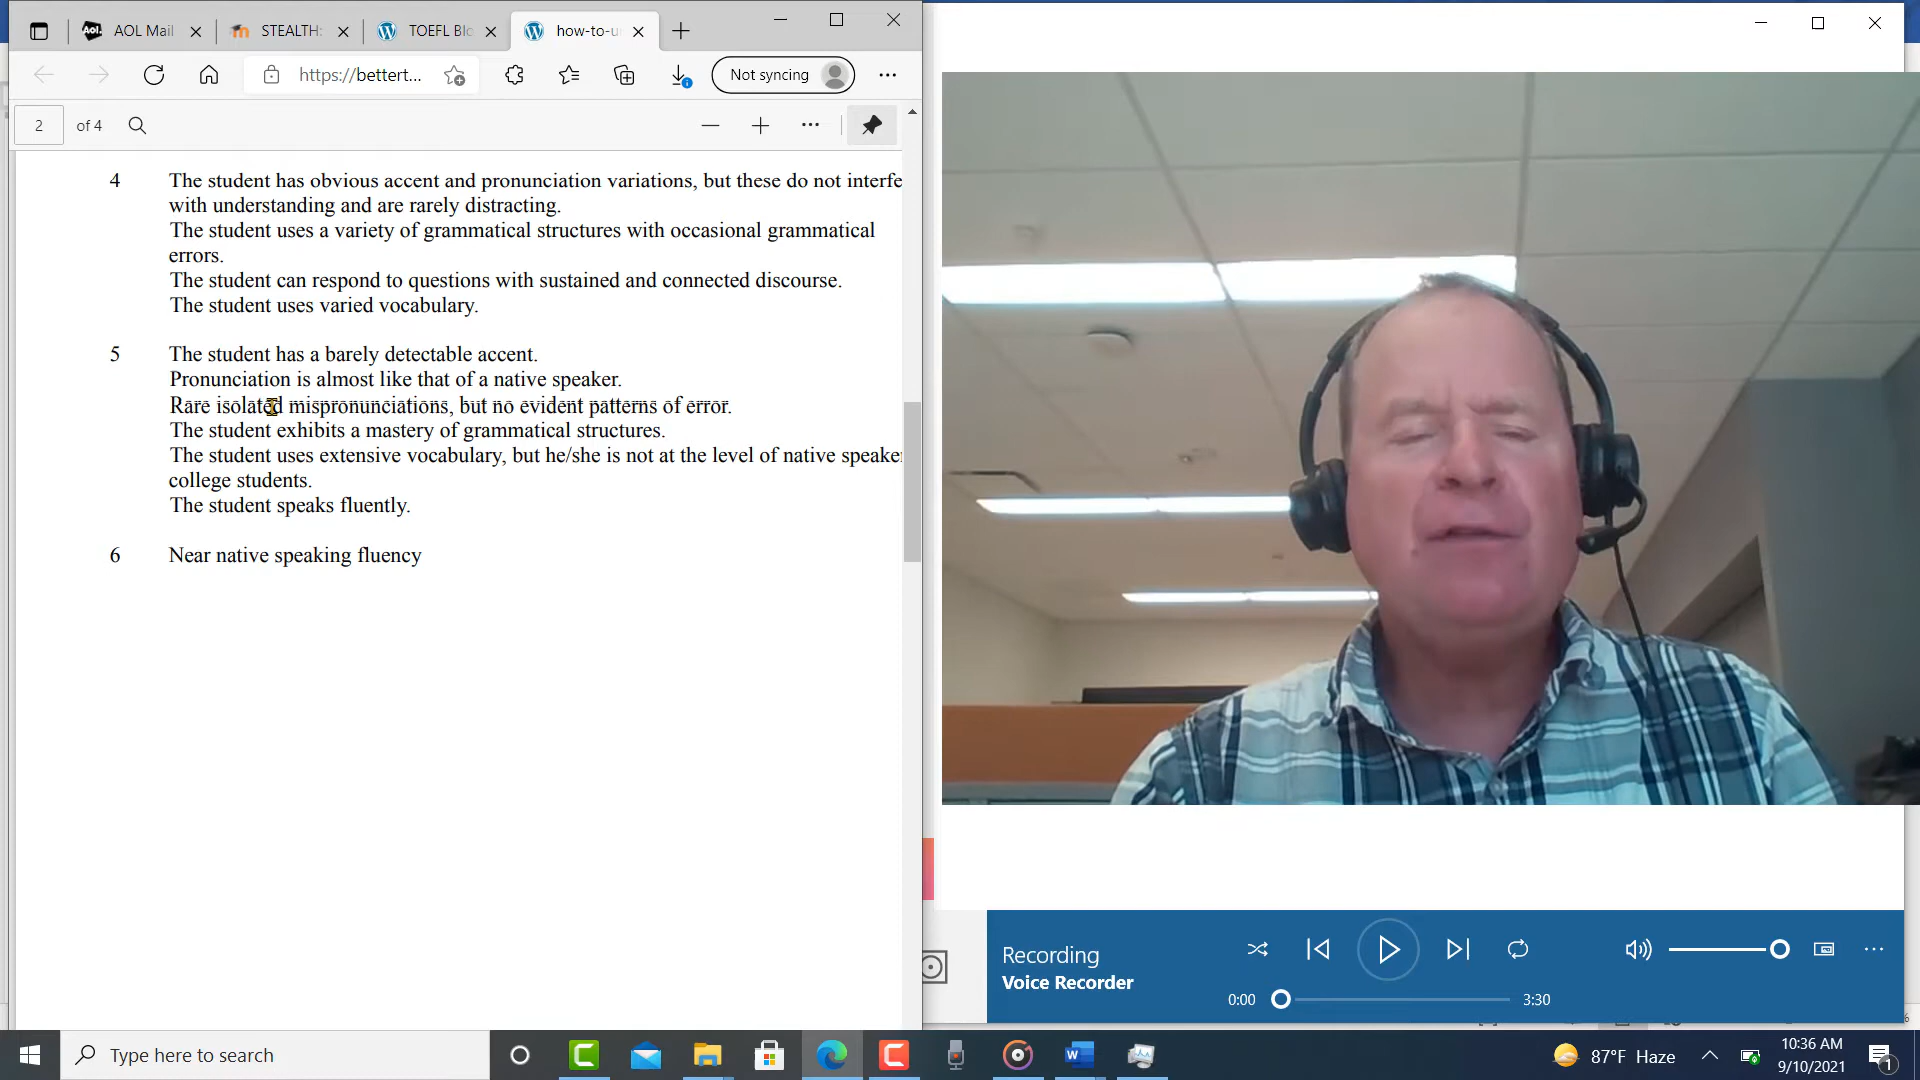 AOL Mail
STEALTH:
TOEFL Blo
how-to-u
https://bettert...
Not syncing
2 of 4
4 The student has obvious accent and pronunciation variations, but these do not interfe
with understanding and are rarely distracting.
The student uses a variety of grammatical structures with occasional grammatical
errors.
The student can respond to questions with sustained and connected discourse.
The student uses varied vocabulary.
5 The student has a barely detectable accent.
Pronunciation is almost like that of a native speaker.
Rare isolated mispronunciations, but no evident patterns of error.
The student exhibits a mastery of grammatical structures.
The student uses extensive vocabulary, but he/she is not at the level of native speaker
college students.
The student speaks fluently.
6 Near native speaking fluency
Recording
Voice Recorder
0:00
3:30
Type here to search
87°F Haze
10:36 AM
9/10/2021
1